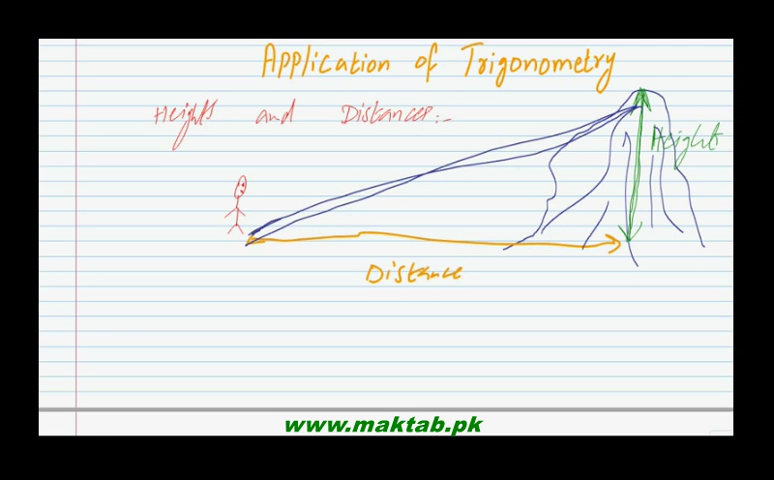 Application of Trigonometry
Heights and Distances:-
Height
Distance
www.maktab.pk